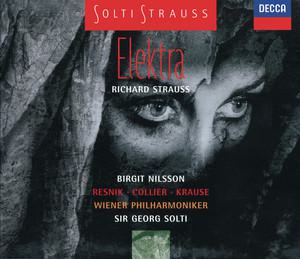 SOLTI STRAUSS
DECCA
Elektra
RICHARD STRAUSS
BIRGIT NILSSON
RESNIK · COLLIER · KRAUSE
WIENER PHILHARMONIKER
SIR GEORG SOLTI